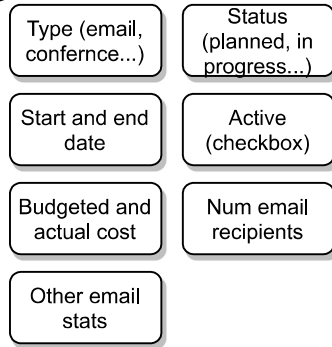 Type (email,
confernce...)
Status
(planned, in
progress...)
Start and end
date
Active
(checkbox)
Budgeted and
actual cost
Num email
recipients
Other email
stats